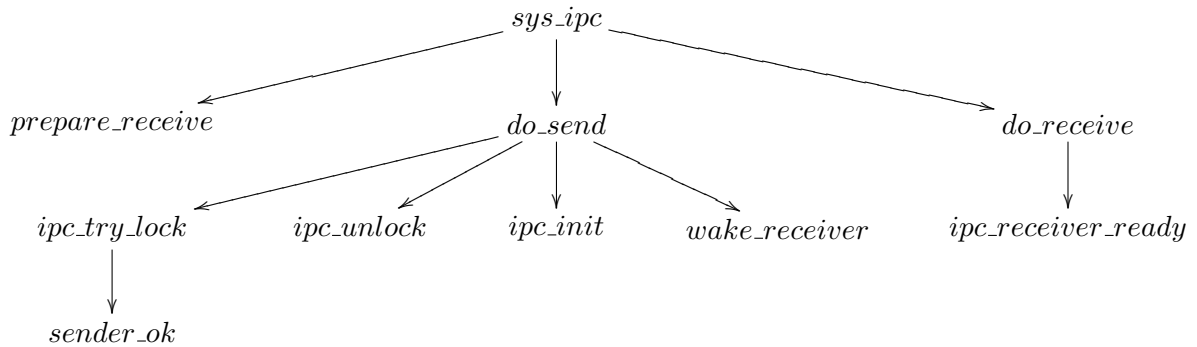 sys_ipc
prepare_receive do_send do_receive
ipc_try_lock ipc_unlock ipc_init wake_receiver ipc_receiver_ready
sender_ok